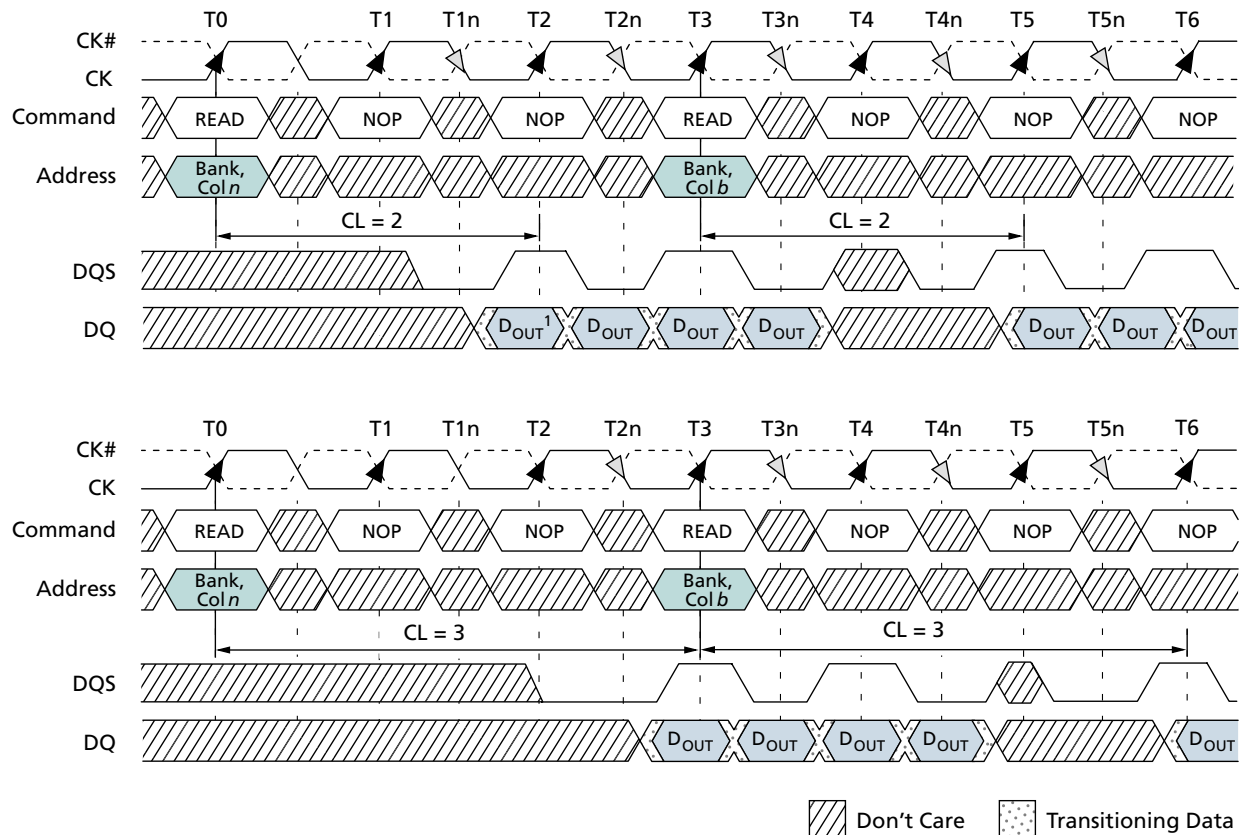 T0 T1 T1n T2 T2n T3 T3n T4 T4n T5 T5n T6
CK#
CK
Command READ NOP NOP READ NOP NOP NOP
Address Bank, Col n Bank, Col b
CL = 2 CL = 2
DQS
DQ DOUT1 DOUT DOUT DOUT DOUT DOUT DOUT
T0 T1 T1n T2 T2n T3 T3n T4 T4n T5 T5n T6
CK#
CK
Command READ NOP NOP READ NOP NOP NOP
Address Bank, Col n Bank, Col b
CL = 3 CL = 3
DQS
DQ DOUT DOUT DOUT DOUT DOUT
Don't Care Transitioning Data